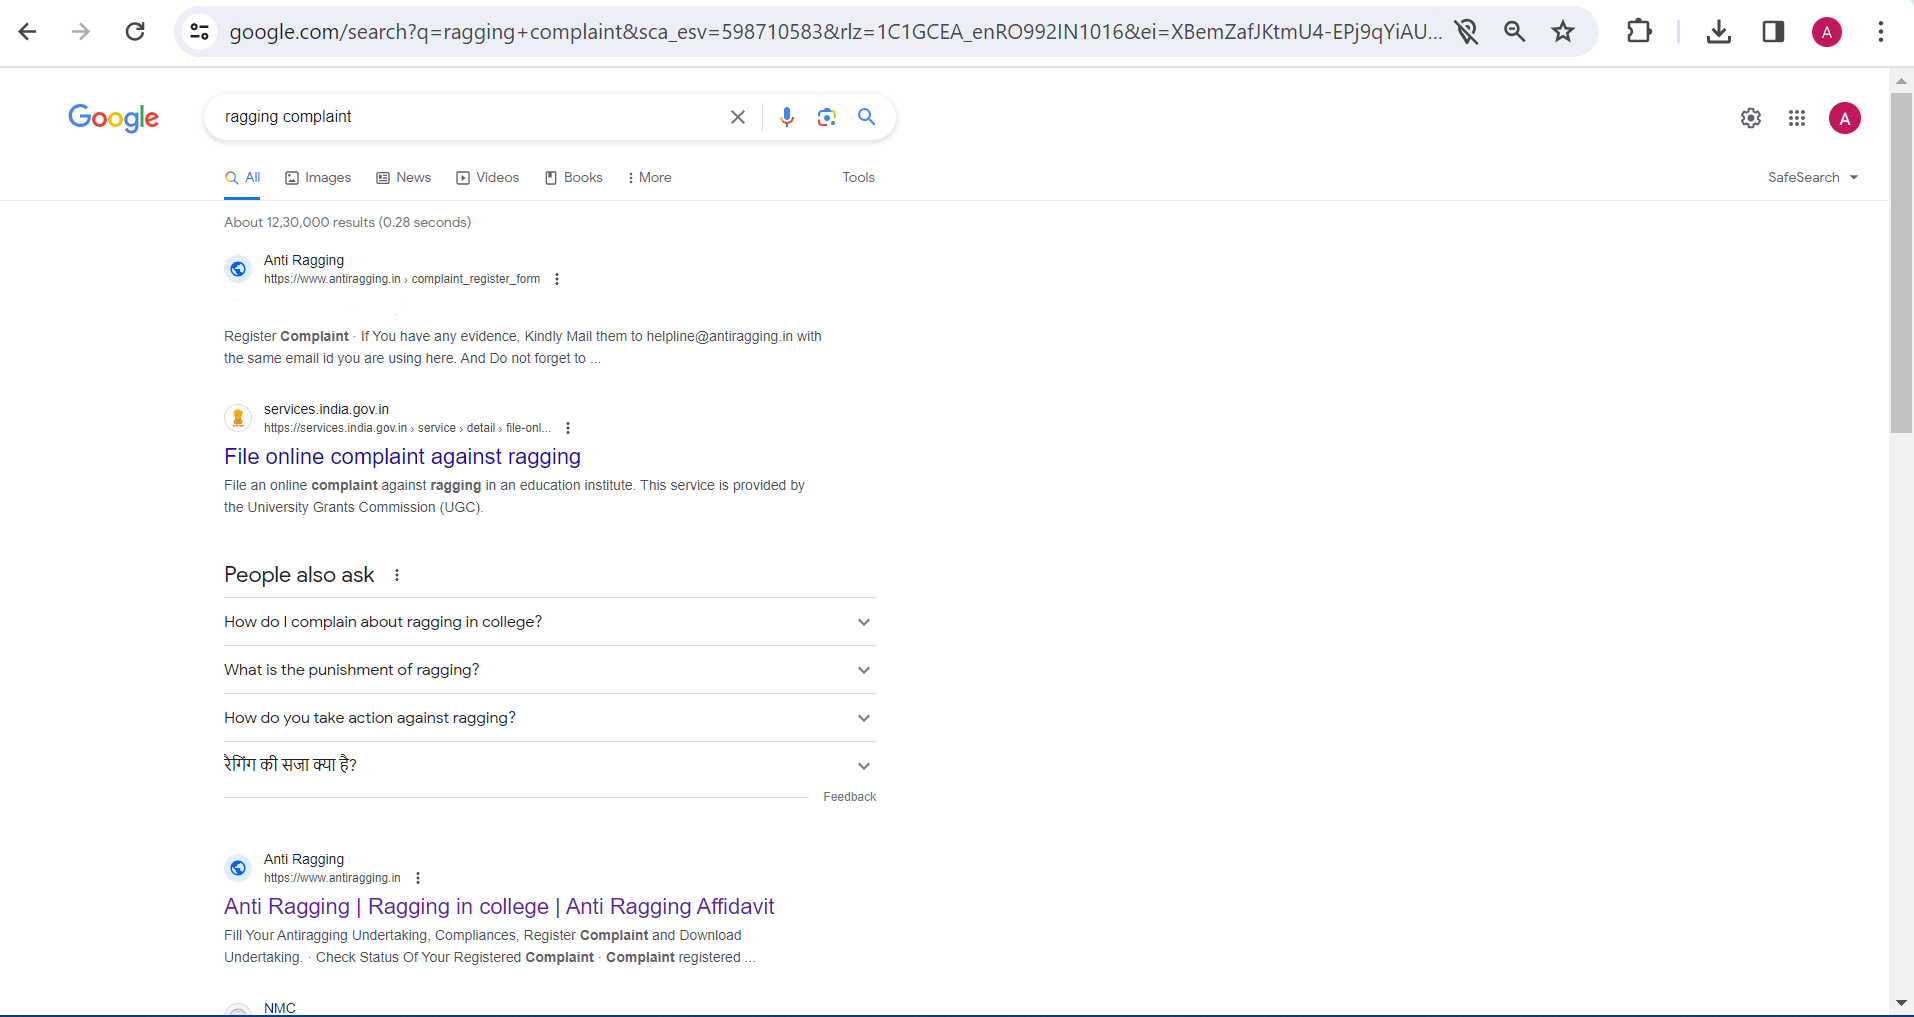 google.com/search?q=ragging+complaint&sca_esv=598710583&rlz=1C1GCEA_enRO992IN1016&ei=XBemZafJKtmU4-EPj9qYiAU...
A
Google
ragging complaint
A
All
Images
News
Videos
Books
More
Tools
SafeSearch
About 12,30,000 results (0.28 seconds)
Anti Ragging
https://www.antiragging.in › complaint_register_form
Register Complaint · If You have any evidence, Kindly Mail them to helpline@antiragging.in with
the same email id you are using here. And Do not forget to ...
services.india.gov.in
https://services.india.gov.in › service › detail › file-onl...
File online complaint against ragging
File an online complaint against ragging in an education institute. This service is provided by
the University Grants Commission (UGC).
People also ask
How do I complain about ragging in college?
What is the punishment of ragging?
How do you take action against ragging?
रैगिंग की सजा क्या है?
Feedback
Anti Ragging
https://www.antiragging.in
Anti Ragging | Ragging in college | Anti Ragging Affidavit
Fill Your Antiragging Undertaking, Compliances, Register Complaint and Download
Undertaking. · Check Status Of Your Registered Complaint · Complaint registered ...
NMC